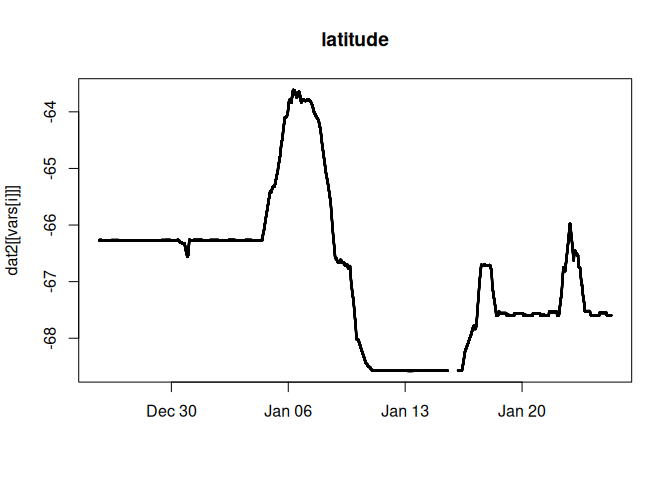 latitude
dat2[[vars[i]]]
-64
-65
-66
-67
-68
Dec 30
Jan 06
Jan 13
Jan 20